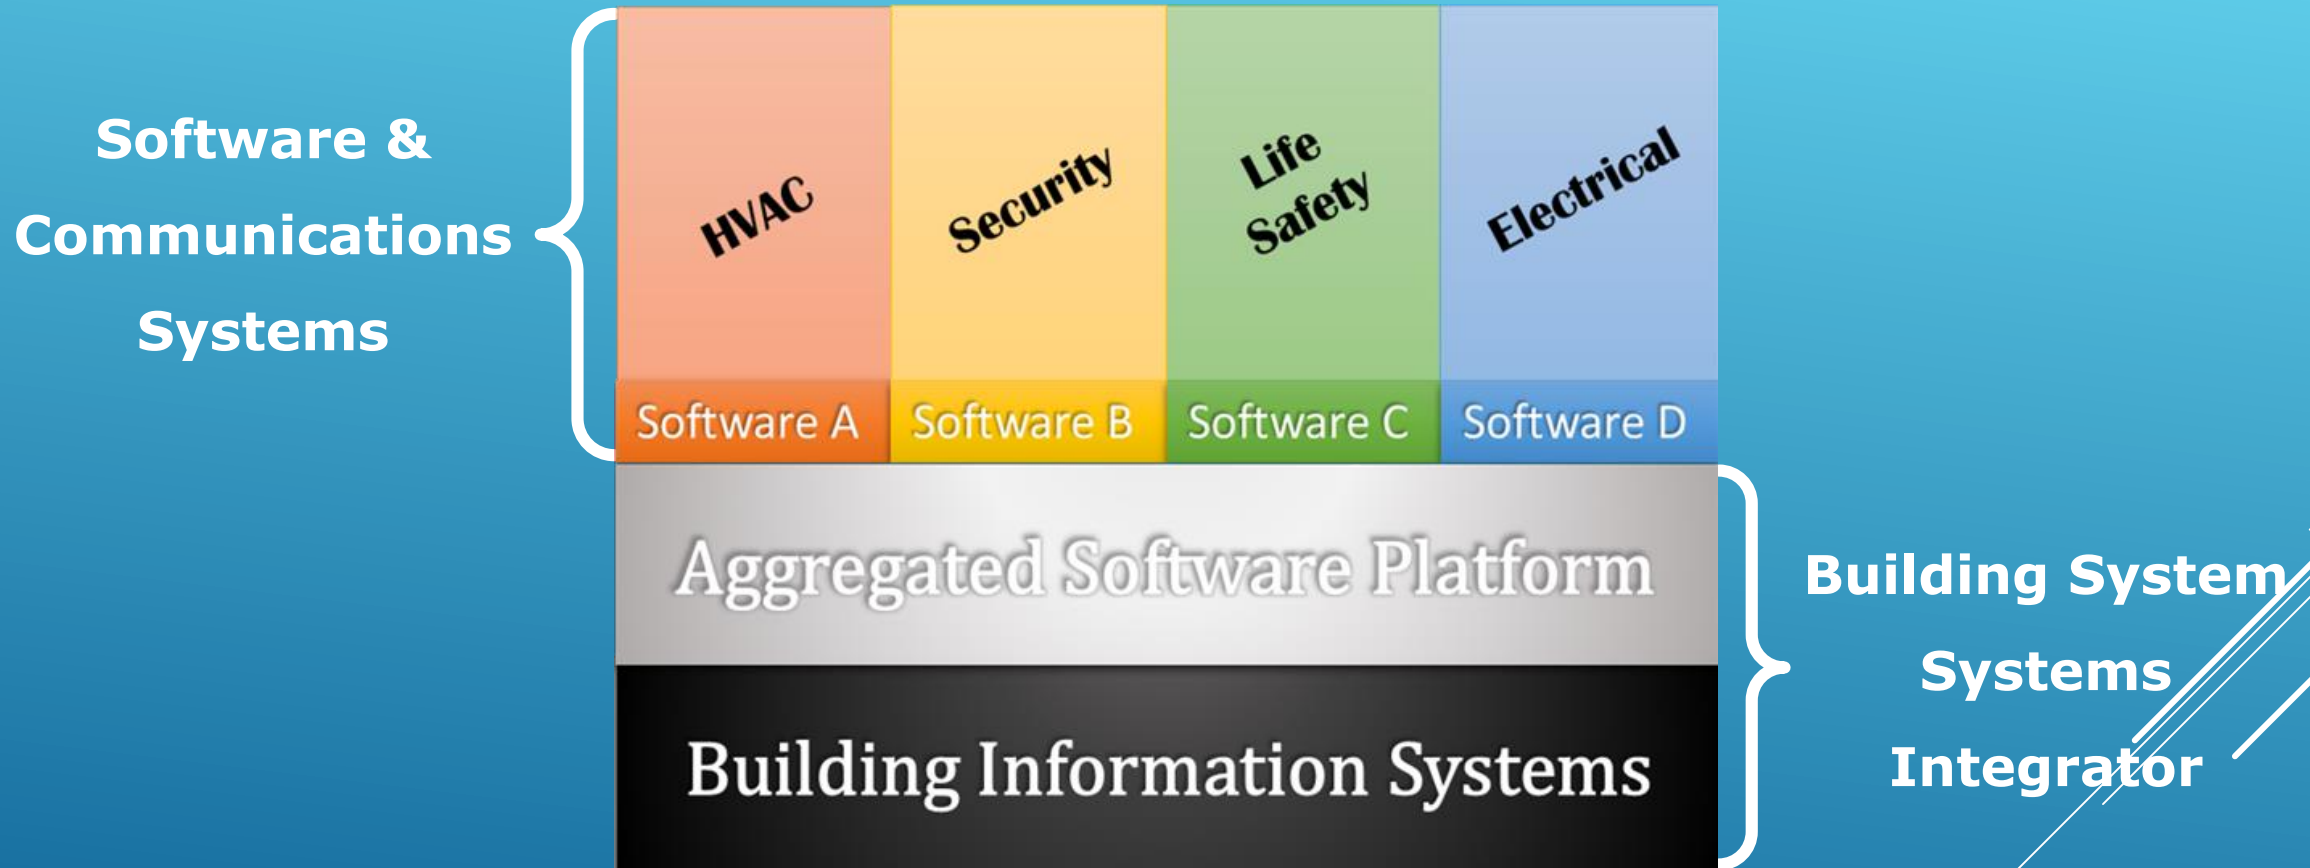 Software &
Communications
Systems
HVAC
Security
Life
Safety
Electrical
Software A
Software B
Software C
Software D
Aggregated Software Platform
Building Information Systems
Building System
Systems
Integrator